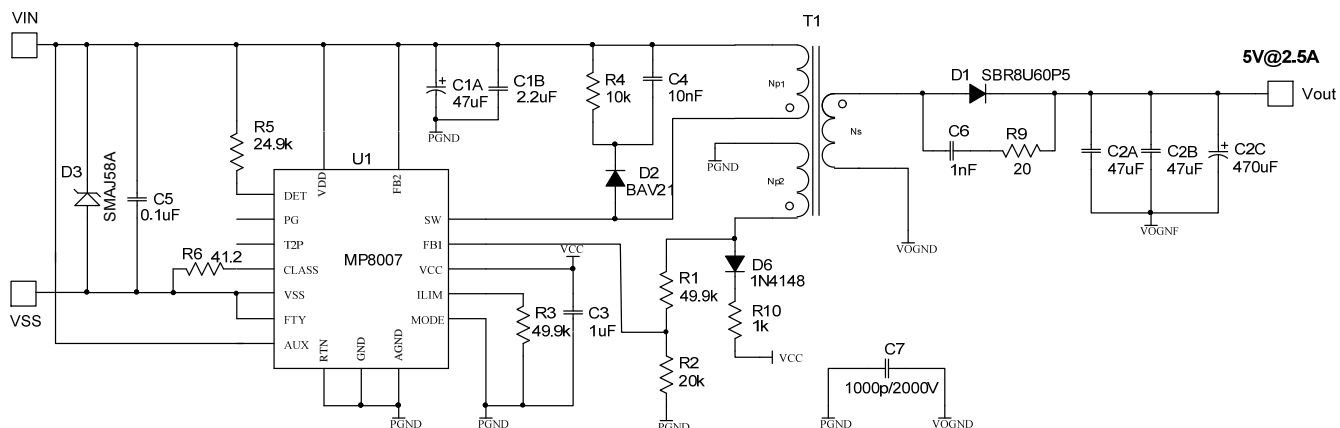 VIN
T1
5V@2.5A
D1 SBR8U60P5
Vout
R4
10k
C4
10nF
C1A
47uF
C1B
2.2uF
PGND
Np1
Ns
C6
1nF
R9
20
C2A
47uF
C2B
47uF
C2C
470uF
VOGNF
R5
24.9k
U1
D3
SMAJ58A
C5
0.1uF
DET
VDD
FB2
PG
T2P
CLASS
VSS
FTY
AUX
RTN
GND
AGND
SW
FB1
VCC
ILIM
MODE
MP8007
R6 41.2
VSS
D2
BAV21
PGND
Np2
VOGND
VCC
R3
49.9k
C3
1uF
R1
49.9k
D6
1N4148
R10
1k
VCC
R2
20k
PGND
PGND
PGND
C7
1000p/2000V
PGND
VOGND